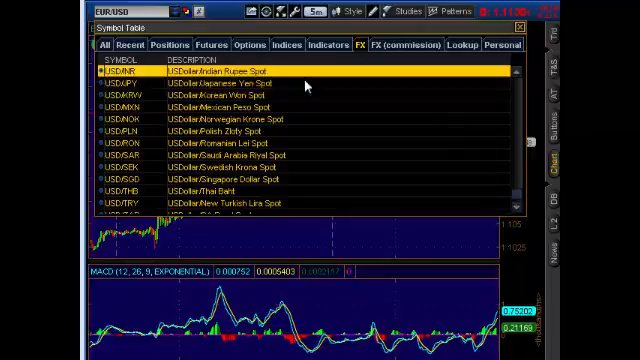 EUR/USD
5m Style Studies Patterns
Symbol Table
All Recent Positions Futures Options Indices Indicators FX FX (commission) Lookup Personal
SYMBOL DESCRIPTION
USD/INR USDollar/Indian Rupee Spot
USD/JPY USDollar/Japanese Yen Spot
USD/KRW USDollar/Korean Won Spot
USD/MXN USDollar/Mexican Peso Spot
USD/NOK USDollar/Norwegian Krone Spot
USD/PLN USDollar/Polish Zloty Spot
USD/RON USDollar/Romanian Lei Spot
USD/SAR USDollar/Saudi Arabia Riyal Spot
USD/SEK USDollar/Swedish Krona Spot
USD/SGD USDollar/Singapore Dollar Spot
USD/THB USDollar/Thai Baht
USD/TRY USDollar/New Turkish Lira Spot
1.1025
MACD (12, 26, 9, EXPONENTIAL) 0.000752 0.0005403 0.0002117 0
0.75202
0.21169
<thousandths>
Trd
T&S
AT
Buttons
Chart
DB
L 2
News